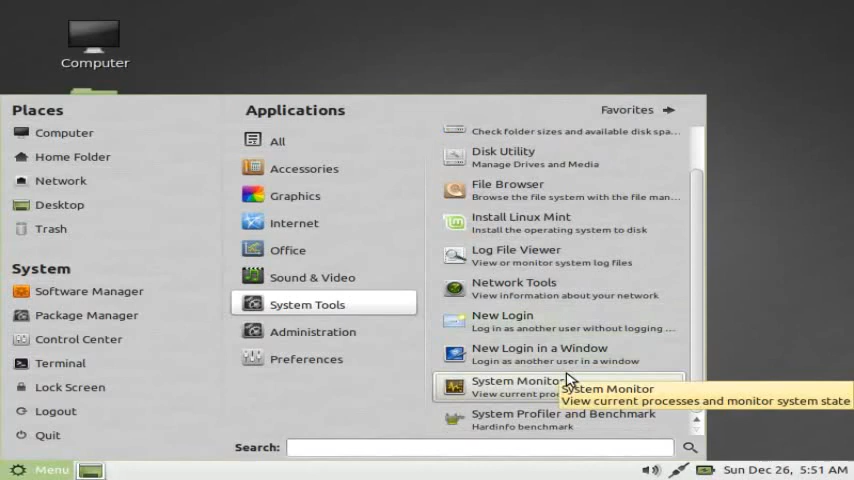 Computer
Places
Computer
Home Folder
Network
Desktop
Trash
System
Software Manager
Package Manager
Control Center
Terminal
Lock Screen
Logout
Quit
Applications
All
Accessories
Graphics
Internet
Office
Sound & Video
System Tools
Administration
Preferences
Favorites
Check folder sizes and available disk spa...
Disk Utility
Manage Drives and Media
File Browser
Browse the file system with the file man...
Install Linux Mint
Install the operating system to disk
Log File Viewer
View or monitor system log files
Network Tools
View information about your network
New Login
Log in as another user without logging ...
New Login in a Window
Login as another user in a window
System Monitor
View current
System Monitor
View current processes and monitor system state
System Profiler and Benchmark
Hardinfo benchmark
Search:
Menu
Sun Dec 26, 5:51 AM